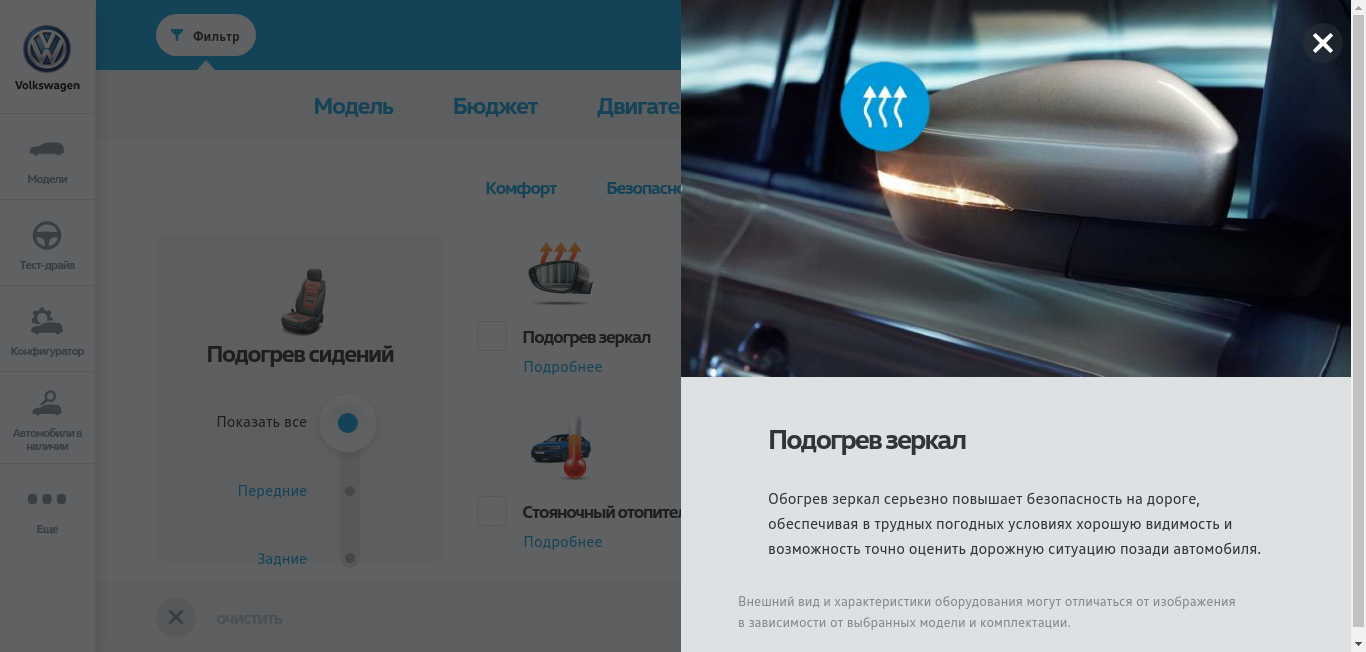 Volkswagen
Модели
Тест-драйв
Конфигуратор
Автомобили в
наличии
Еще
Фильтр
Модель
Бюджет
Комфорт
Подогрев сидений
Показать все
Передние
Задние
Подогрев зеркал
Подробнее
Стояночный
Подробнее
ОЧИСТИТЬ
Подогрев зеркал
Обогрев зеркал серьезно повышает безопасность на дороге,
обеспечивая в трудных погодных условиях хорошую видимость и
возможность точно оценить дорожную ситуацию позади автомобиля.
Внешний вид и характеристики оборудования могут отличаться от изображения
в зависимости от выбранных модели и комплектации.